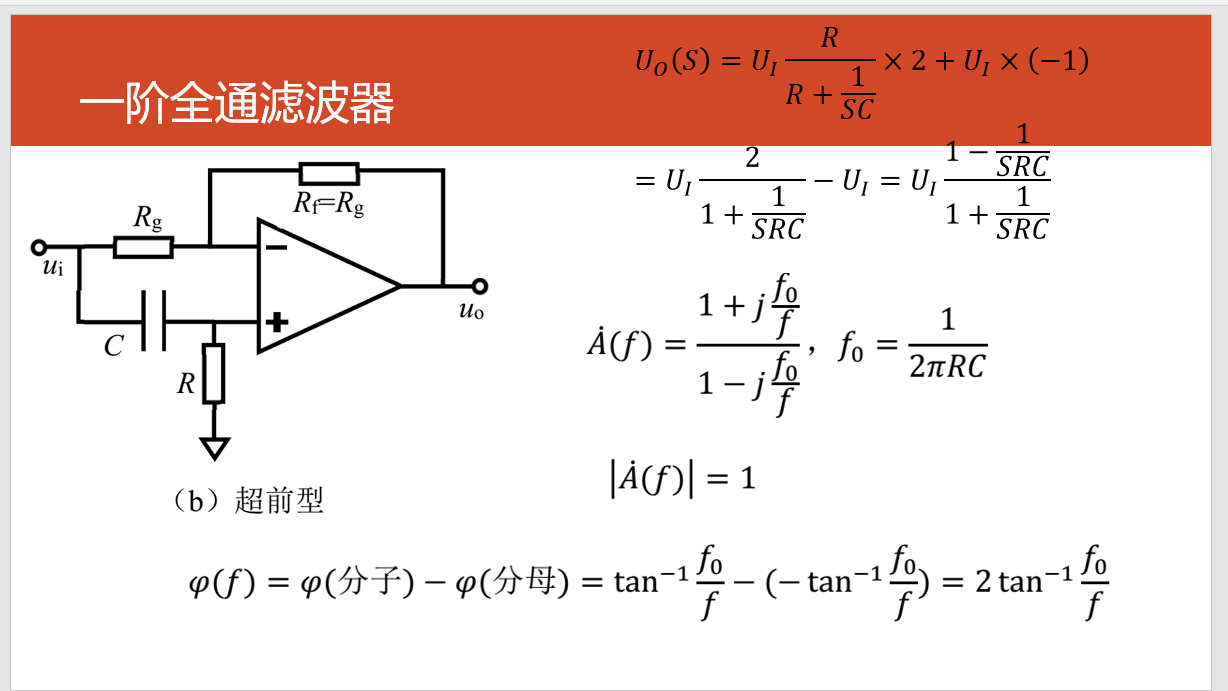 一阶全通滤波器
U_O(S) = U_I \frac{R}{R + \frac{1}{SC}} × 2 + U_I × (−1)
= U_I \frac{2}{1 + \frac{1}{SRC}} − U_I = U_I \frac{1 − \frac{1}{SRC}}{1 + \frac{1}{SRC}}
R_f=R_g
R_g
u_i
u_o
C
R
\dot{A}(f) = \frac{1 + j\frac{f_0}{f}}{1 − j\frac{f_0}{f}}， f_0 = \frac{1}{2πRC}
|\dot{A}(f)| = 1
（b）超前型
φ(f) = φ(分子) − φ(分母) = tan^{−1} \frac{f_0}{f} − (− tan^{−1} \frac{f_0}{f}) = 2 tan^{−1} \frac{f_0}{f}